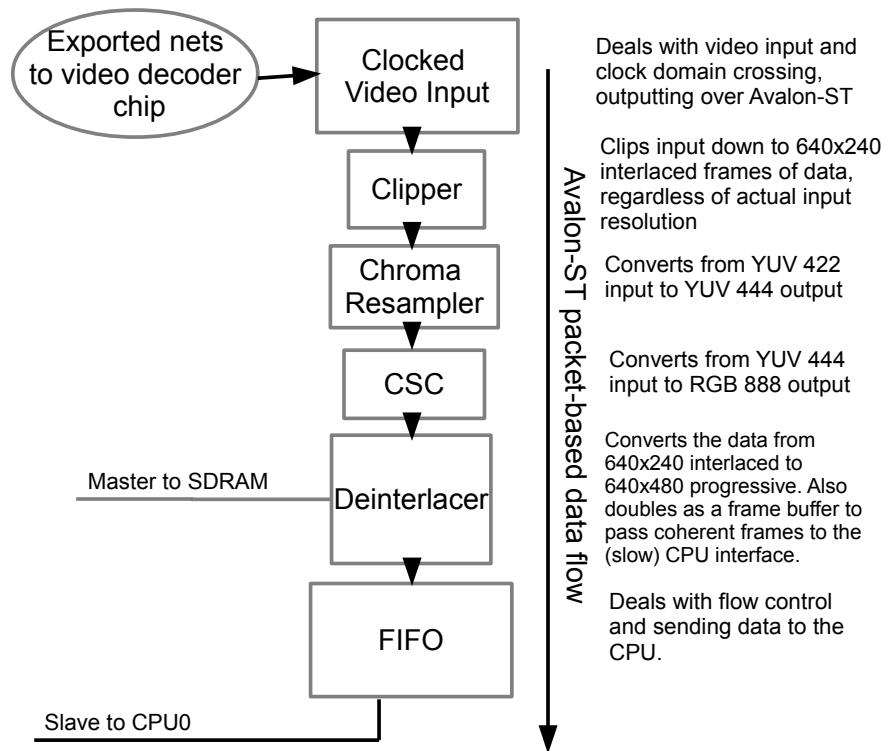 Exported nets
to video decoder
chip
Clocked
Video Input
Deals with video input and
clock domain crossing,
outputting over Avalon-ST
Clipper
Clips input down to 640x240
interlaced frames of data,
regardless of actual input
resolution
Chroma
Resampler
Converts from YUV 422
input to YUV 444 output
CSC
Converts from YUV 444
input to RGB 888 output
Master to SDRAM
Deinterlacer
Converts the data from
640x240 interlaced to
640x480 progressive. Also
doubles as a frame buffer to
pass coherent frames to the
(slow) CPU interface.
FIFO
Deals with flow control
and sending data to the
CPU.
Slave to CPU0
Avalon-ST packet-based data flow